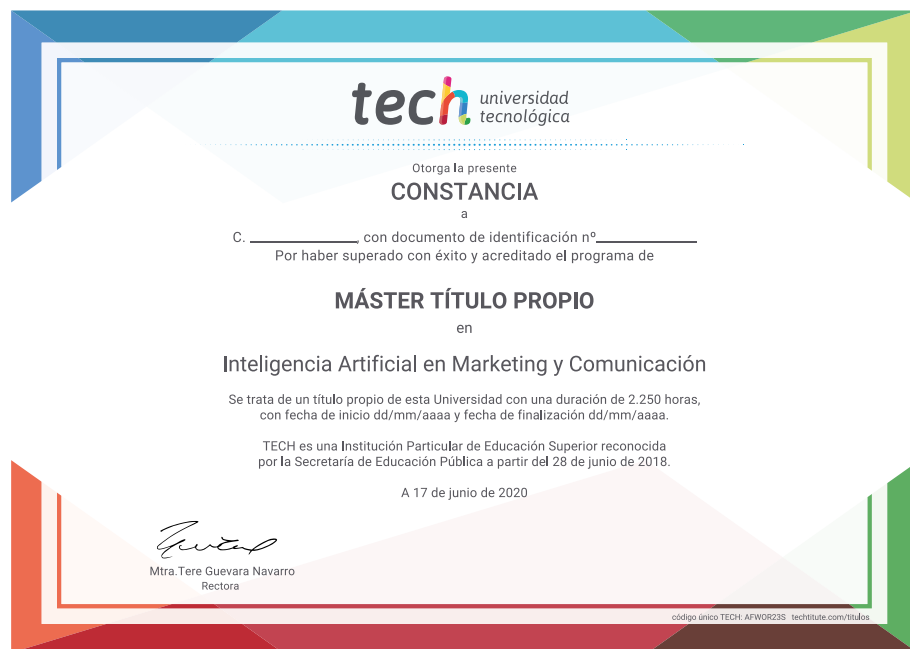 tech universidad
tecnológica
Otorga la presente
CONSTANCIA
a
C. ____________, con documento de identificación nº____________
Por haber superado con éxito y acreditado el programa de
MÁSTER TÍTULO PROPIO
en
Inteligencia Artificial en Marketing y Comunicación
Se trata de un título propio de esta Universidad con una duración de 2.250 horas,
con fecha de inicio dd/mm/aaaa y fecha de finalización dd/mm/aaaa.
TECH es una Institución Particular de Educación Superior reconocida
por la Secretaría de Educación Pública a partir del 28 de junio de 2018.
A 17 de junio de 2020
Mtra.Tere Guevara Navarro
Rectora
código único TECH: AFWOR23S techtitute.com/titulos